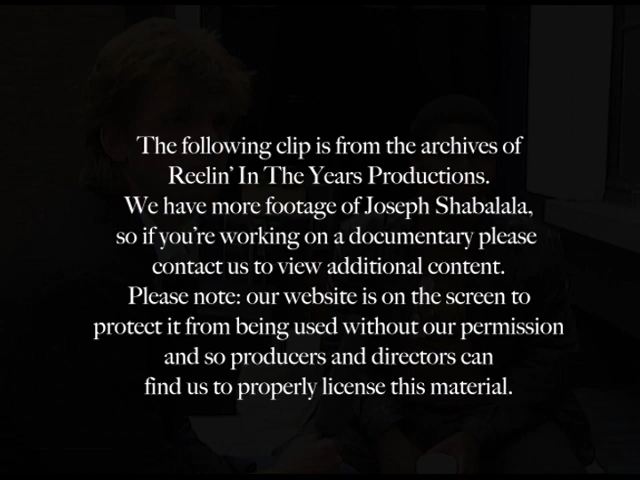 The following clip is from the archives of
Reelin' In The Years Productions.
We have more footage of Joseph Shabalala,
so if you're working on a documentary please
contact us to view additional content.
Please note: our website is on the screen to
protect it from being used without our permission
and so producers and directors can
find us to properly license this material.